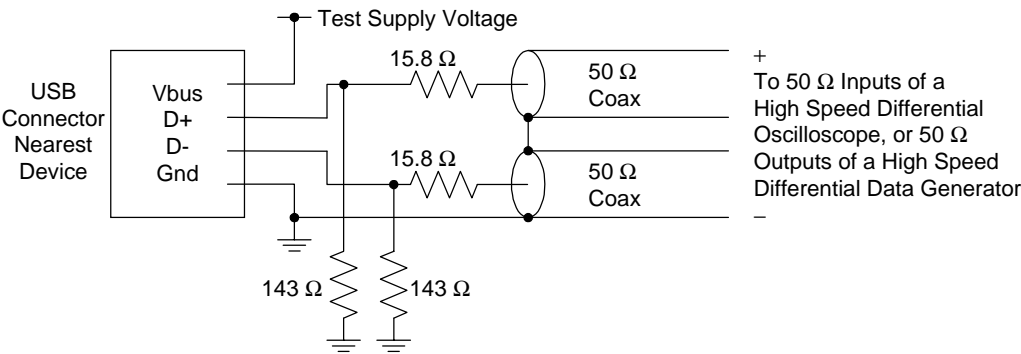 Test Supply Voltage
USB
Connector
Nearest
Device
Vbus
D+
D-
Gnd
15.8 Ω
50 Ω
Coax
15.8 Ω
50 Ω
Coax
143 Ω
143 Ω
+
To 50 Ω Inputs of a
High Speed Differential
Oscilloscope, or 50 Ω
Outputs of a High Speed
Differential Data Generator
−